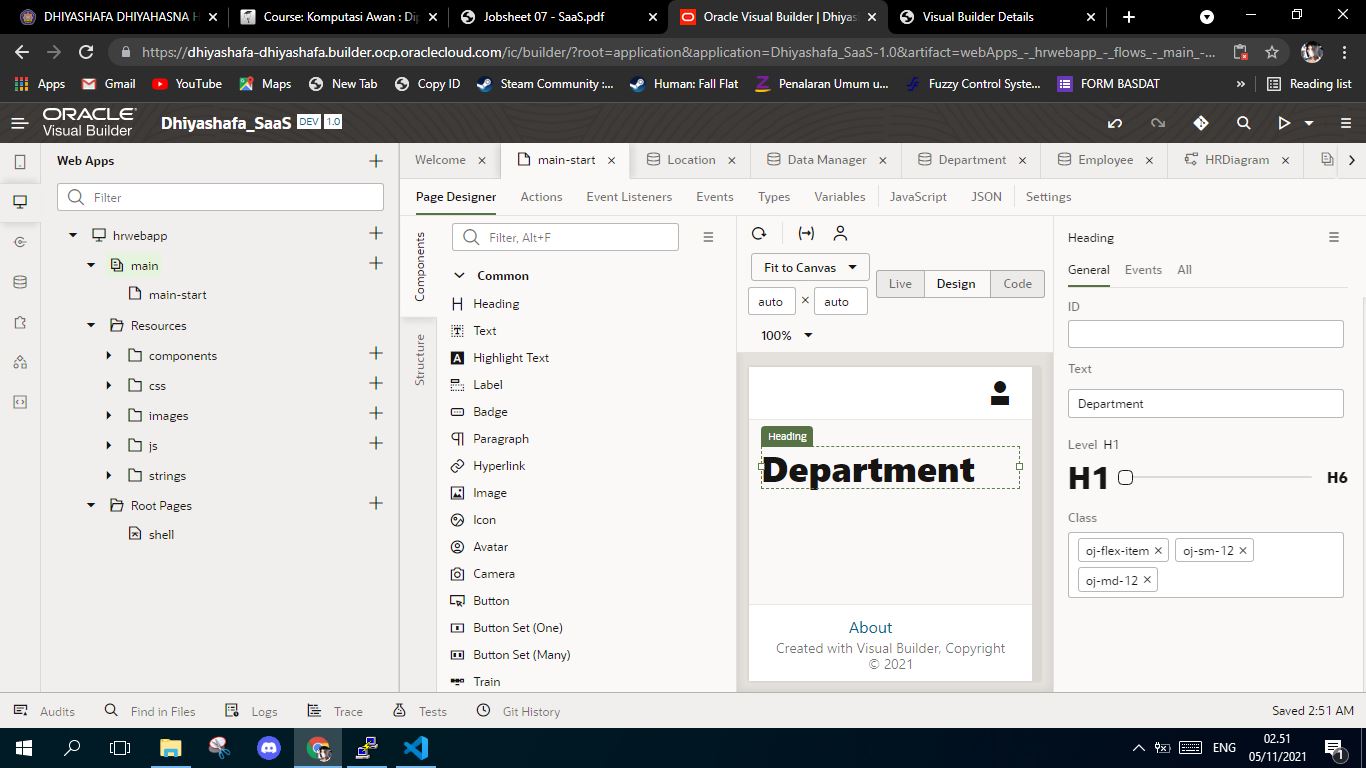 DHIYASHAFA DHIYAHASNA H
Course: Komputasi Awan : Dip
Jobsheet 07 - SaaS.pdf
Oracle Visual Builder | Dhiyash
Visual Builder Details
https://dhiyashafa-dhiyashafa.builder.ocp.oraclecloud.com/ic/builder/?root=application&application=Dhiyashafa_SaaS-1.0&artifact=webApps_-_hrwebapp_-_flows_-_main_-...
Apps
Gmail
YouTube
Maps
New Tab
Copy ID
Steam Community :...
Human: Fall Flat
Penalaran Umum u...
Fuzzy Control Syste...
FORM BASDAT
»
Reading list
ORACLE
Visual Builder
Dhiyashafa_SaaS DEV 1.0
Web Apps
Filter
hrwebapp
main
main-start
Resources
components
css
images
js
strings
Root Pages
shell
Welcome
main-start
Location
Data Manager
Department
Employee
HRDiagram
Page Designer
Actions
Event Listeners
Events
Types
Variables
JavaScript
JSON
Settings
Components
Structure
Filter, Alt+F
Common
Heading
Text
Highlight Text
Label
Badge
Paragraph
Hyperlink
Image
Icon
Avatar
Camera
Button
Button Set (One)
Button Set (Many)
Train
Fit to Canvas
auto × auto
Live
Design
Code
100%
Heading
Department
About
Created with Visual Builder, Copyright
© 2021
Heading
General
Events
All
ID
Text
Department
Level H1
H1
H6
Class
oj-flex-item
oj-sm-12
oj-md-12
Audits
Find in Files
Logs
Trace
Tests
Git History
Saved 2:51 AM
ENG
02.51
05/11/2021
1